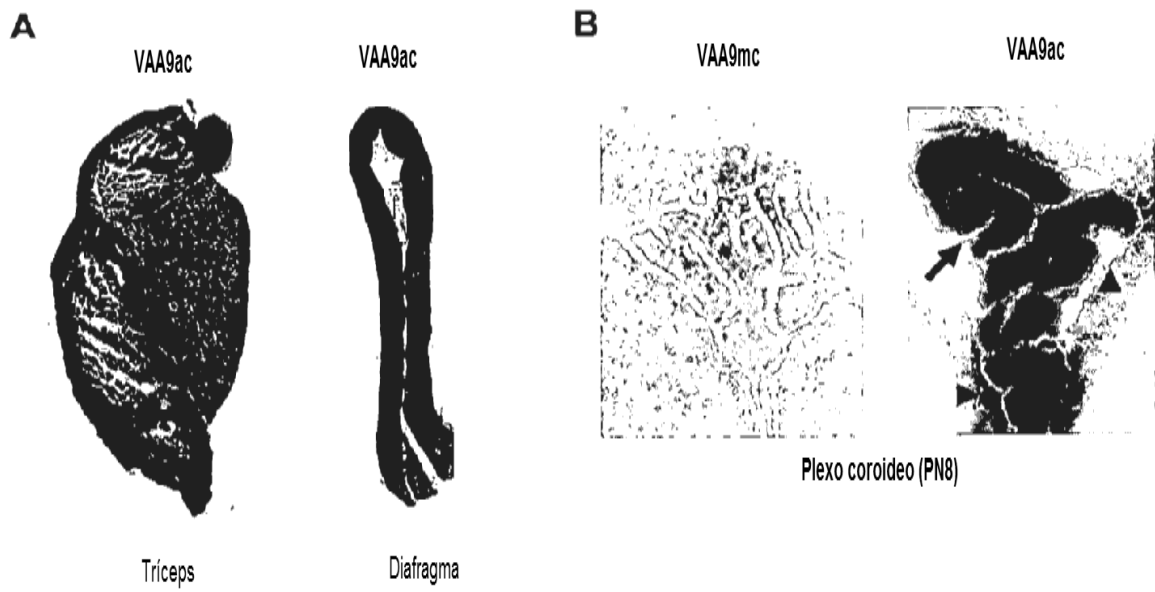 A
VAA9ac
VAA9ac
Tríceps
Diafragma
B
VAA9mc
VAA9ac
Plexo coroideo (PN8)